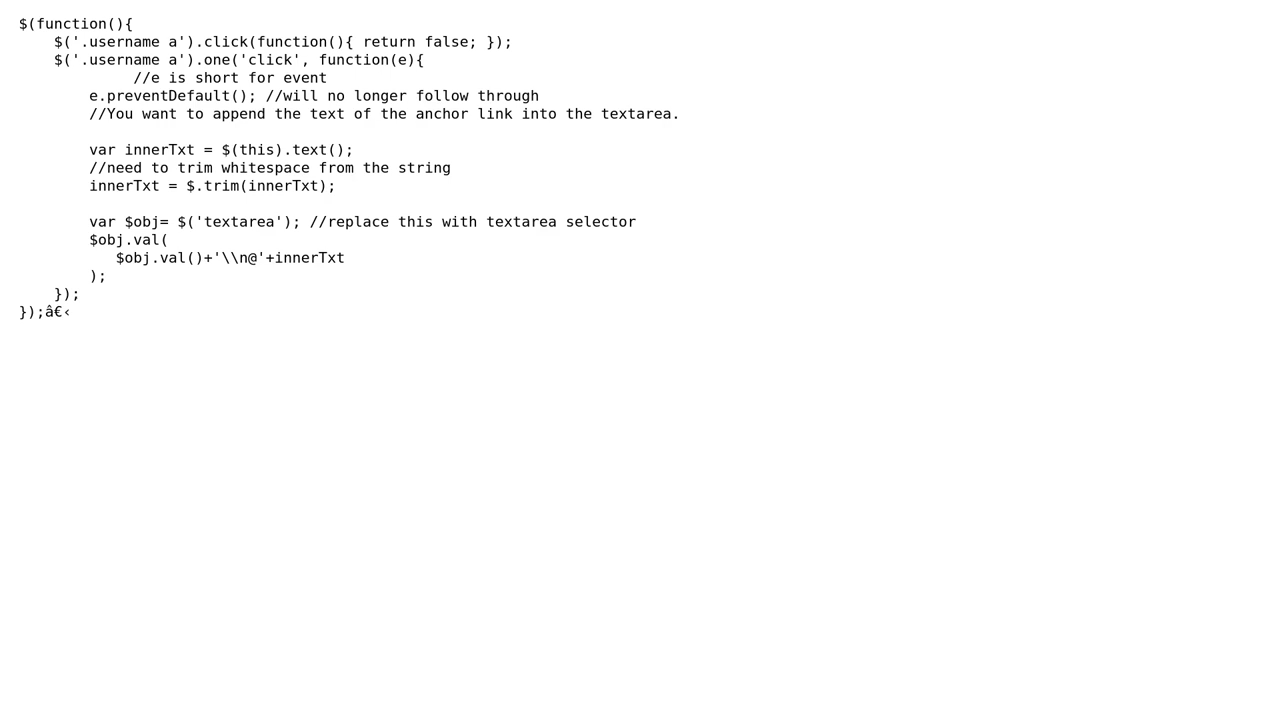 $(function(){
    $('.username a').click(function(){ return false; });
    $('.username a').one('click', function(e){
             //e is short for event
        e.preventDefault(); //will no longer follow through
        //You want to append the text of the anchor link into the textarea.

        var innerTxt = $(this).text();
        //need to trim whitespace from the string
        innerTxt = $.trim(innerTxt);

        var $obj= $('textarea'); //replace this with textarea selector
        $obj.val(
           $obj.val()+'\\n@'+innerTxt
        );
    });
});â€‹